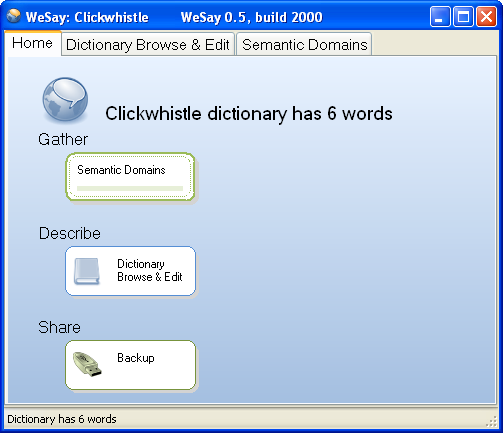 WeSay: Clickwhistle WeSay 0.5, build 2000
Home Dictionary Browse & Edit Semantic Domains
Clickwhistle dictionary has 6 words
Gather
Semantic Domains
Describe
Dictionary
Browse & Edit
Share
Backup
Dictionary has 6 words